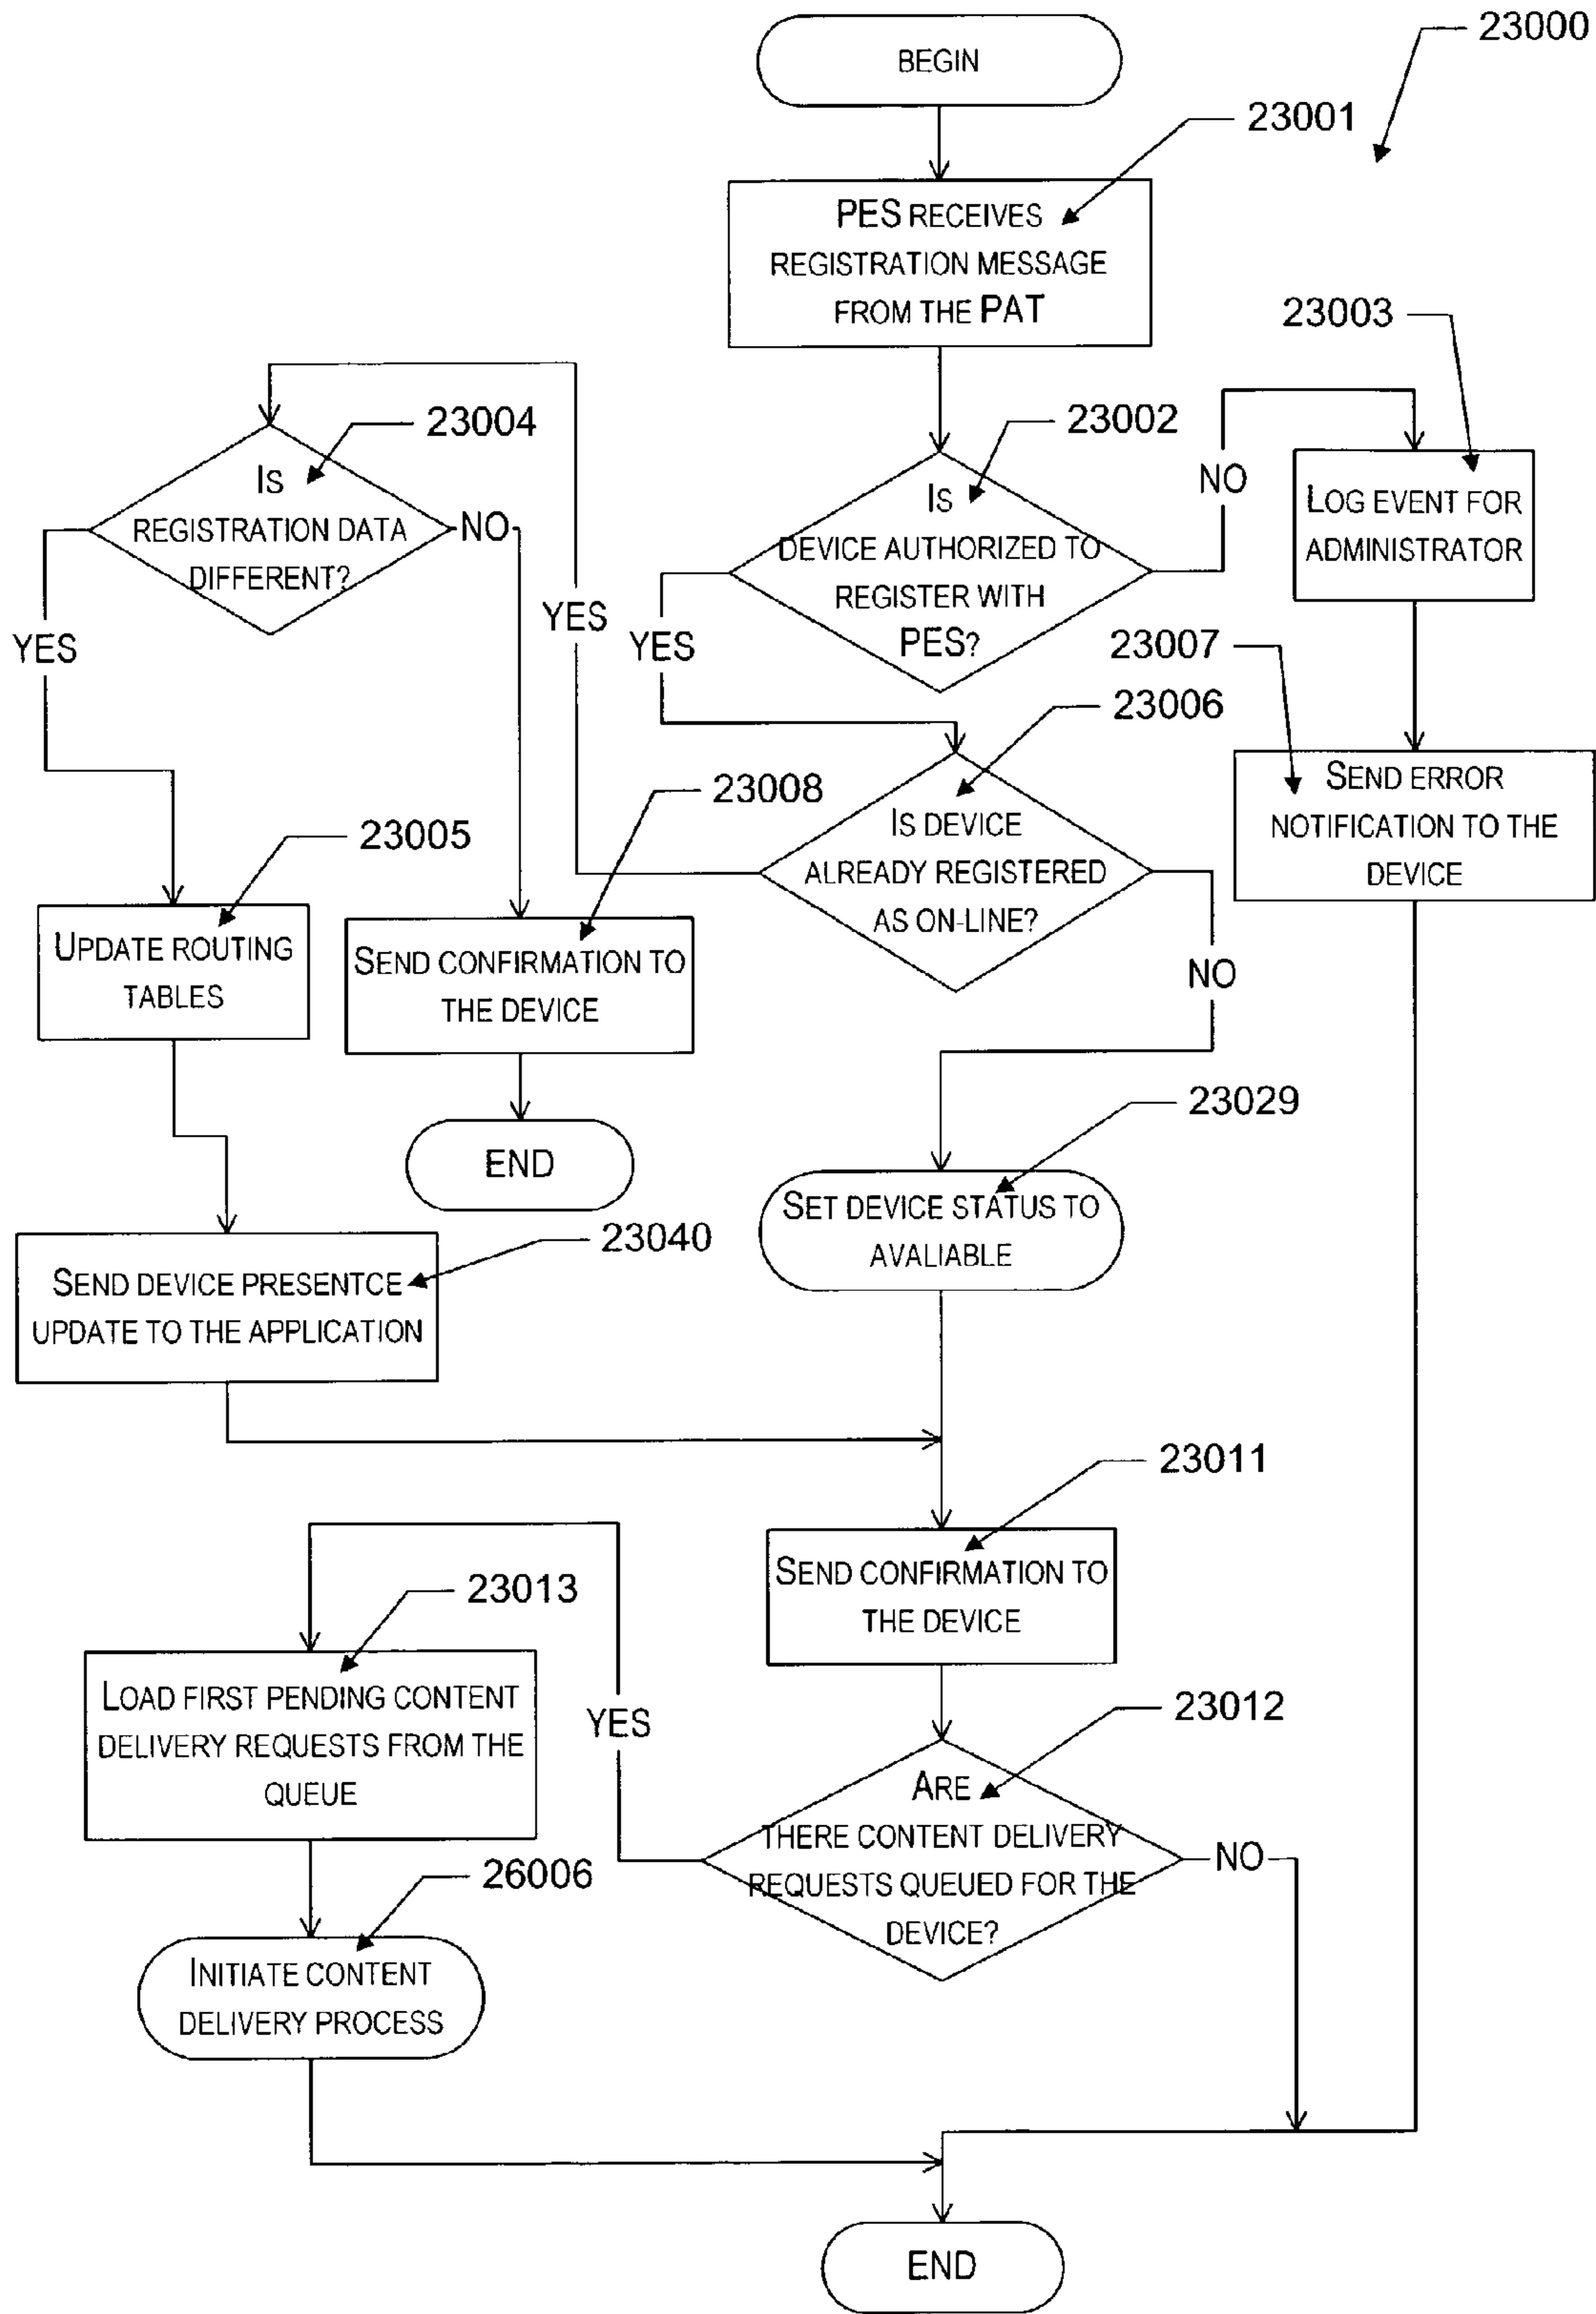 23000
BEGIN
23001
PES RECEIVES
REGISTRATION MESSAGE
FROM THE PAT
23003
23004
23002
IS
REGISTRATION DATA
DIFFERENT?
NO
YES
IS
DEVICE AUTHORIZED TO
REGISTER WITH
PES?
NO
YES
LOG EVENT FOR
ADMINISTRATOR
YES
23007
23006
SEND ERROR
NOTIFICATION TO THE
DEVICE
23008
IS DEVICE
ALREADY REGISTERED
AS ON-LINE?
NO
23005
UPDATE ROUTING
TABLES
SEND CONFIRMATION TO
THE DEVICE
END
23029
SET DEVICE STATUS TO
AVALIABLE
23040
SEND DEVICE PRESENTCE
UPDATE TO THE APPLICATION
23011
SEND CONFIRMATION TO
THE DEVICE
23013
LOAD FIRST PENDING CONTENT
DELIVERY REQUESTS FROM THE
QUEUE
YES
23012
ARE
THERE CONTENT DELIVERY
REQUESTS QUEUED FOR THE
DEVICE?
NO
26006
INITIATE CONTENT
DELIVERY PROCESS
END